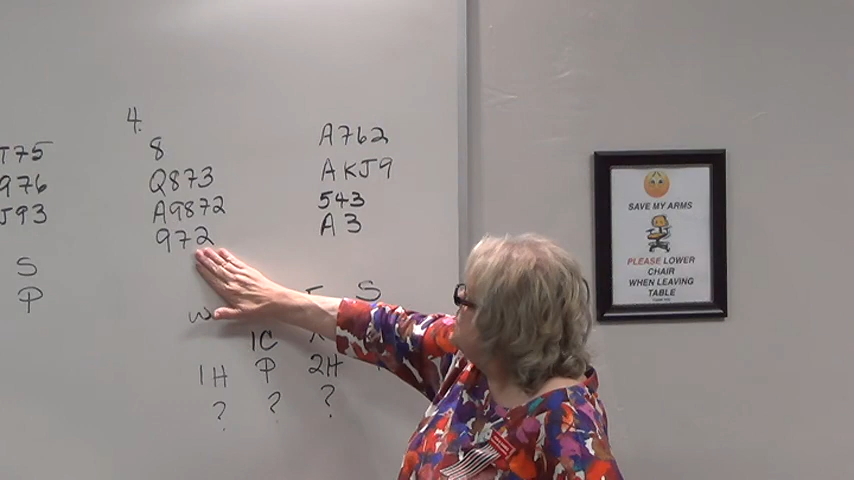 4.
J75
976
J93
S
P
8
Q873
A9872
972
A762
AKJ9
543
A3
W S
1C
1H P 2H
? ? ?
SAVE MY ARMS
PLEASE LOWER
CHAIR
WHEN LEAVING
TABLE